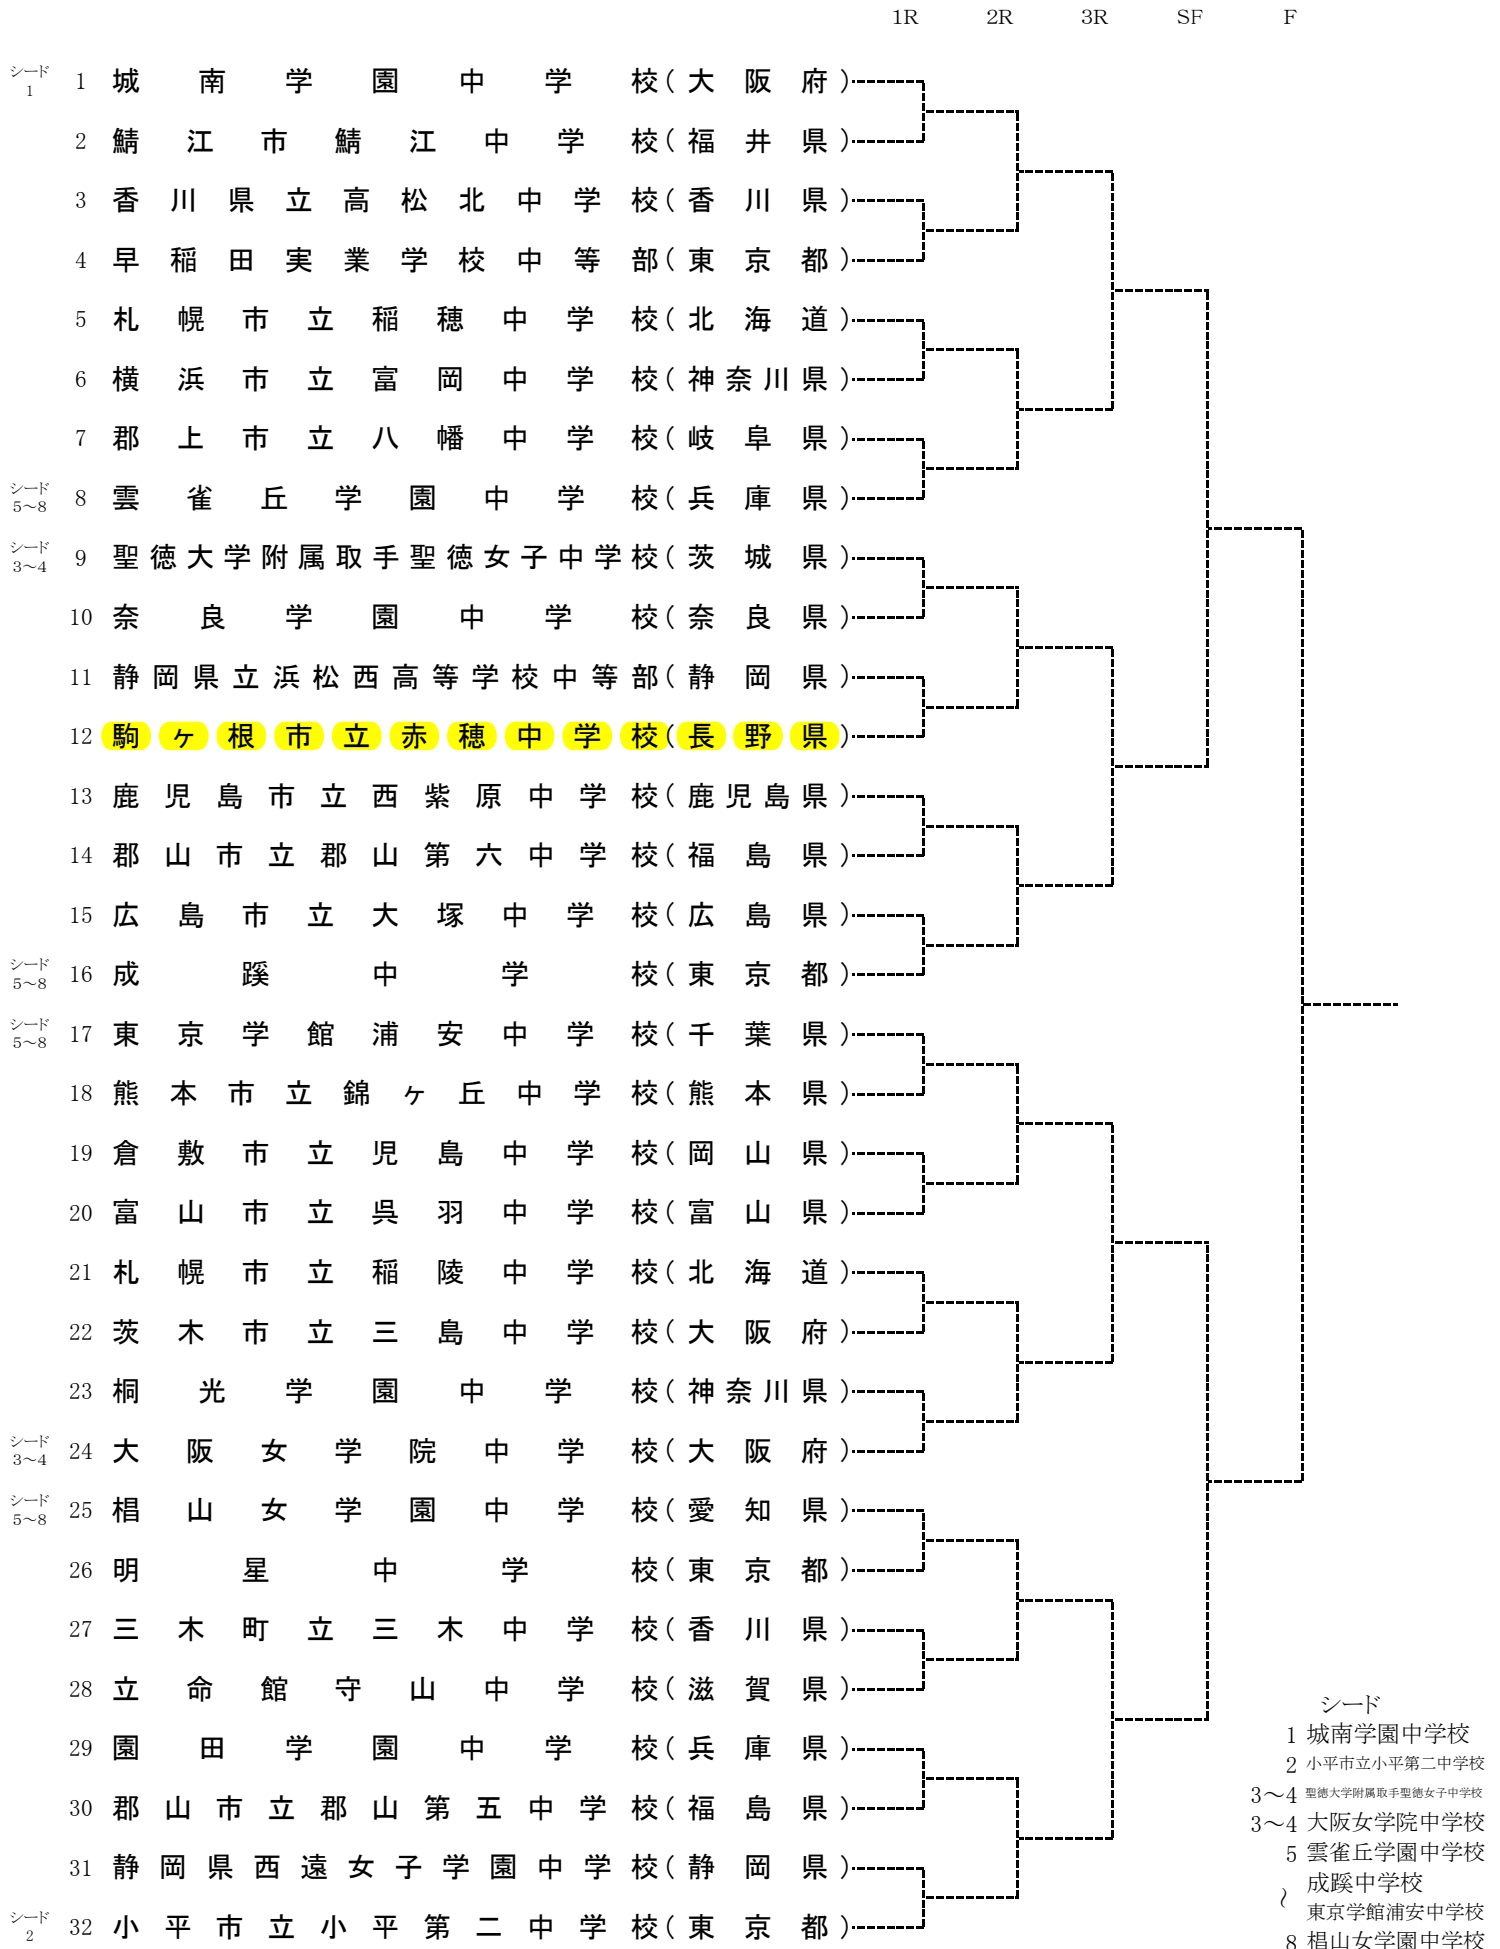 1R 2R 3R SF F
シード1 1 城南学園中学校(大阪府)
2 鯖江市鯖江中学校(福井県)
3 香川県立高松北中学校(香川県)
4 早稲田実業学校中等部(東京都)
5 札幌市立稲穂中学校(北海道)
6 横浜市立富岡中学校(神奈川県)
7 郡上市立八幡中学校(岐阜県)
シード5～8 8 雲雀丘学園中学校(兵庫県)
シード3～4 9 聖徳大学附属取手聖徳女子中学校(茨城県)
10 奈良学園中学校(奈良県)
11 静岡県立浜松西高等学校中等部(静岡県)
12 駒ヶ根市立赤穂中学校(長野県)
13 鹿児島市立西紫原中学校(鹿児島県)
14 郡山市立郡山第六中学校(福島県)
15 広島市立大塚中学校(広島県)
シード5～8 16 成蹊中学校(東京都)
シード5～8 17 東京学館浦安中学校(千葉県)
18 熊本市立錦ヶ丘中学校(熊本県)
19 倉敷市立児島中学校(岡山県)
20 富山市立呉羽中学校(富山県)
21 札幌市立稲陵中学校(北海道)
22 茨木市立三島中学校(大阪府)
23 桐光学園中学校(神奈川県)
シード3～4 24 大阪女学院中学校(大阪府)
シード5～8 25 椙山女学園中学校(愛知県)
26 明星中学校(東京都)
27 三木町立三木中学校(香川県)
28 立命館守山中学校(滋賀県)
29 園田学園中学校(兵庫県)
30 郡山市立郡山第五中学校(福島県)
31 静岡県西遠女子学園中学校(静岡県)
シード2 32 小平市立小平第二中学校(東京都)
シード
1 城南学園中学校
2 小平市立小平第二中学校
3～4 聖徳大学附属取手聖徳女子中学校
3～4 大阪女学院中学校
5 雲雀丘学園中学校
～ 成蹊中学校
東京学館浦安中学校
8 椙山女学園中学校